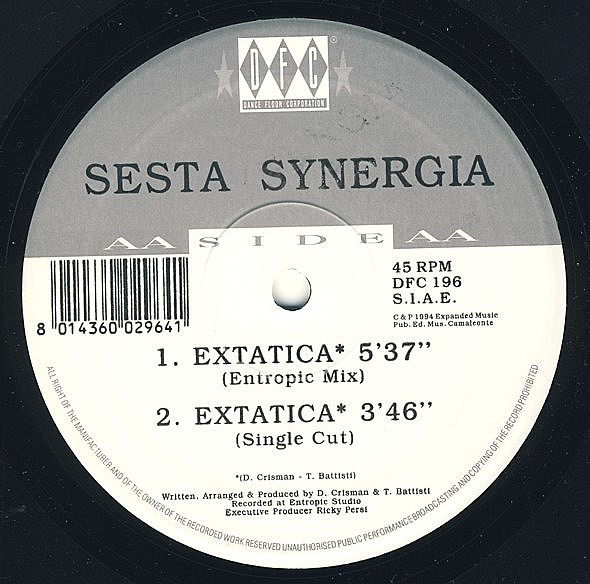 DFC®
DANCE FLOOR CORPORATION
SESTA SYNERGIA
AA SIDE AA
45 RPM
DFC 196
S.I.A.E.
C & P 1994 Expanded Music
Pub. Ed. Mus. Camaleonte
8 014360 029641
1. EXTATICA* 5'37"
(Entropic Mix)
2. EXTATICA* 3'46"
(Single Cut)
*(D. Crisman - T. Battisti)
Written, Arranged & Produced by D. Crisman & T. Battisti
Recorded at Entropic Studio
Executive Producer Ricky Persi
ALL RIGHT OF THE MANUFACTURER AND OF THE OWNER OF THE RECORDED WORK RESERVED UNAUTHORISED PUBLIC PERFORMANCE BROADCASTING AND COPYING OF THE RECORD PROHIBITED